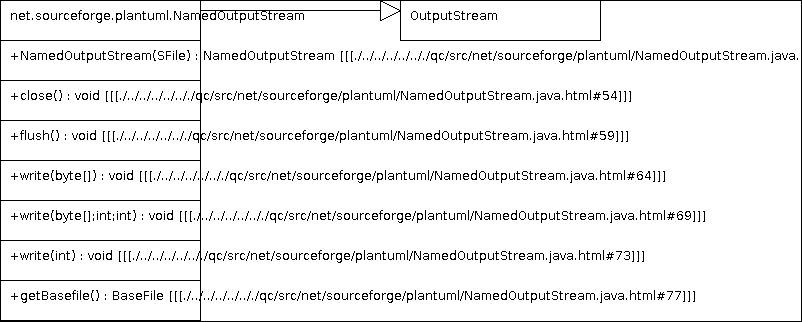 net.sourceforge.plantuml.NamedOutputStream
OutputStream
+NamedOutputStream(SFile) : NamedOutputStream [[[./../../../../../../qc/src/net/sourceforge/plantuml/NamedOutputStream.java.
+close() : void [[[./../../../../../../qc/src/net/sourceforge/plantuml/NamedOutputStream.java.html#54]]]
+flush() : void [[[./../../../../../../qc/src/net/sourceforge/plantuml/NamedOutputStream.java.html#59]]]
+write(byte[]) : void [[[./../../../../../../qc/src/net/sourceforge/plantuml/NamedOutputStream.java.html#64]]]
+write(byte[];int;int) : void [[[./../../../../../../qc/src/net/sourceforge/plantuml/NamedOutputStream.java.html#69]]]
+write(int) : void [[[./../../../../../../qc/src/net/sourceforge/plantuml/NamedOutputStream.java.html#73]]]
+getBasefile() : BaseFile [[[./../../../../../../qc/src/net/sourceforge/plantuml/NamedOutputStream.java.html#77]]]